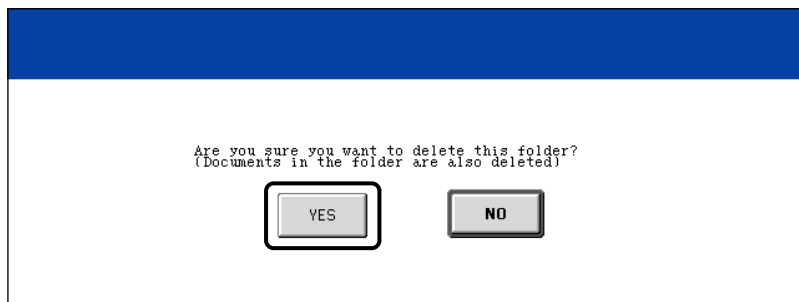 Are you sure you want to delete this folder?
(Documents in the folder are also deleted)
YES NO